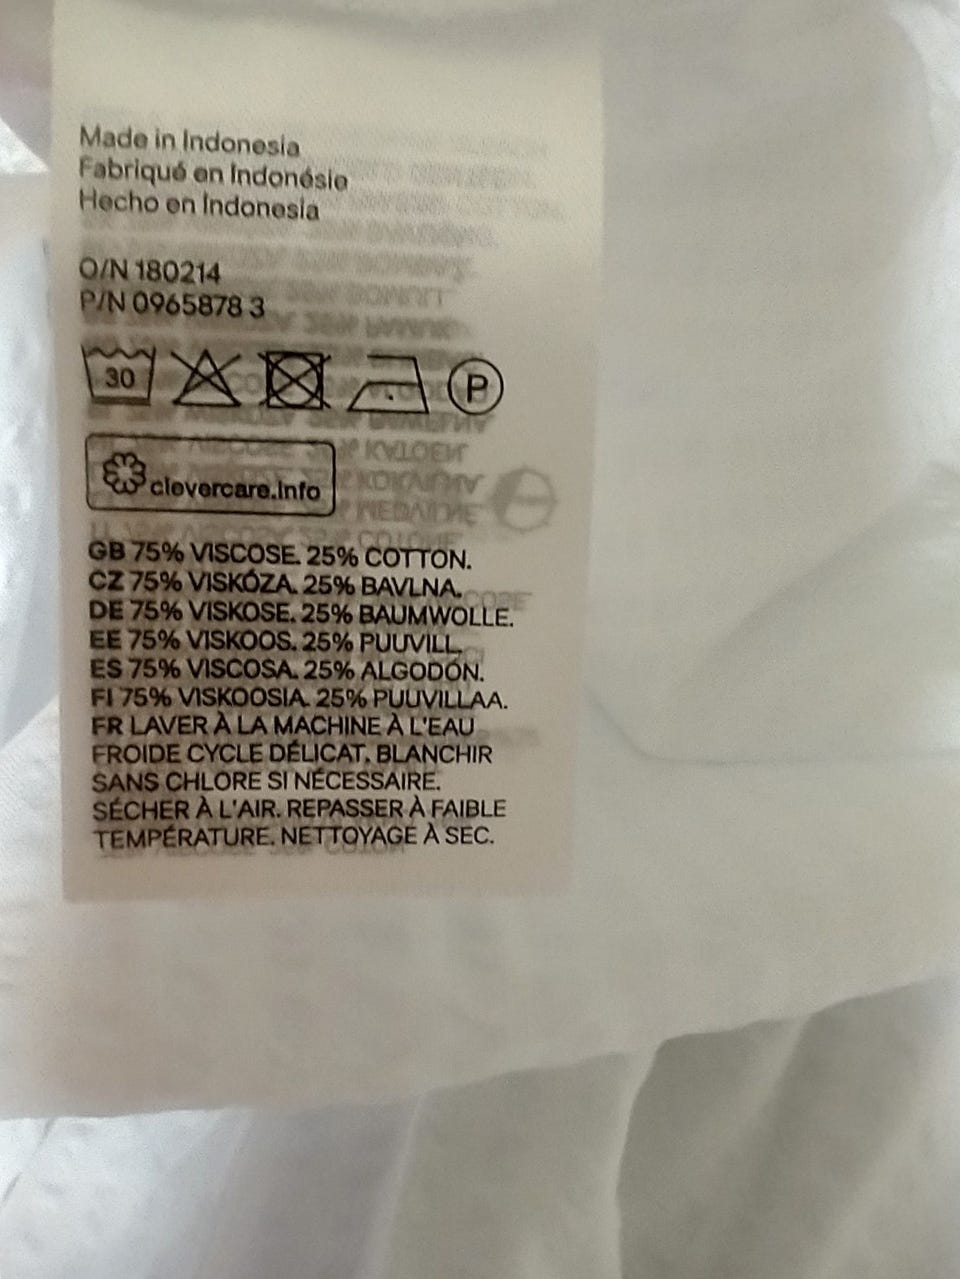 Made in Indonesia
Fabriqué en Indonésie
Hecho en Indonesia
O/N 180214
P/N 0965878 3
30
P
clevercare.info
GB 75% VISCOSE. 25% COTTON.
CZ 75% VISKÓZA. 25% BAVLNA.
DE 75% VISKOSE. 25% BAUMWOLLE.
EE 75% VISKOOS. 25% PUUVILL.
ES 75% VISCOSA. 25% ALGODÓN.
FI 75% VISKOOSIA. 25% PUUVILLAA.
FR LAVER À LA MACHINE À L'EAU
FROIDE CYCLE DÉLICAT. BLANCHIR
SANS CHLORE SI NÉCESSAIRE.
SÉCHER À L'AIR. REPASSER À FAIBLE
TEMPÉRATURE. NETTOYAGE À SEC.